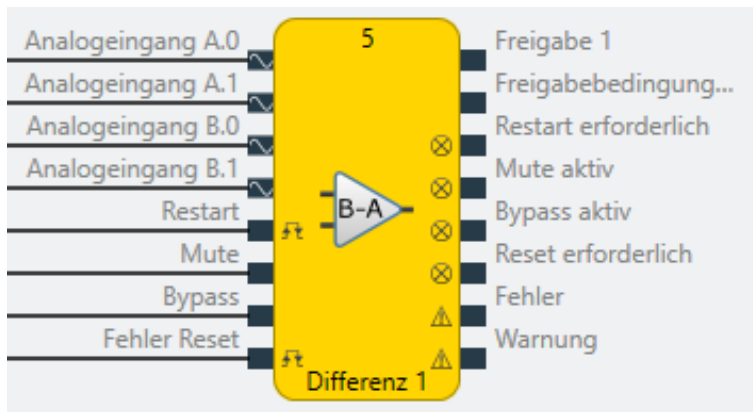 5
Analogeingang A.0
Analogeingang A.1
Analogeingang B.0
Analogeingang B.1
Restart
Mute
Bypass
Fehler Reset
B-A
Freigabe 1
Freigabebedingung...
Restart erforderlich
Mute aktiv
Bypass aktiv
Reset erforderlich
Fehler
Warnung
Differenz 1